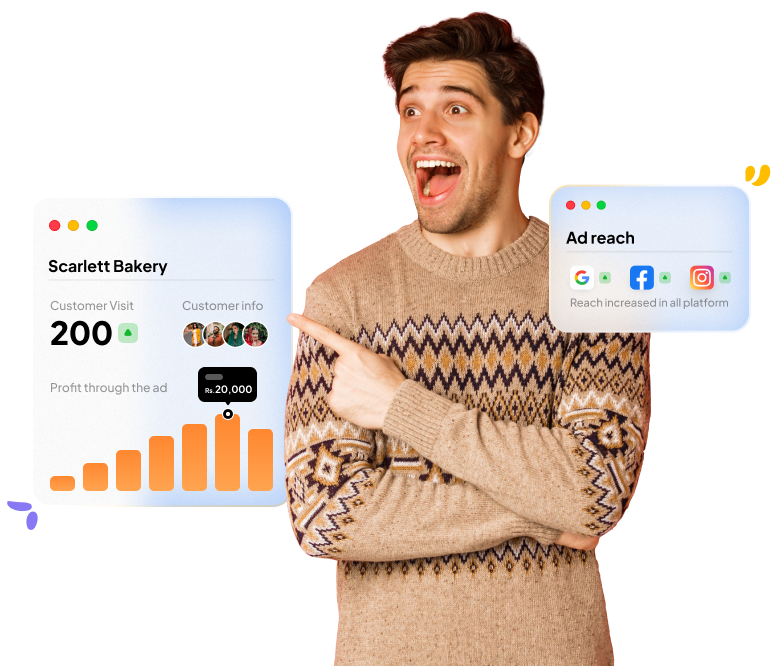 Scarlett Bakery
Customer Visit
Customer info
200
Profit through the ad
Rs.20,000
Ad reach
Reach increased in all platform